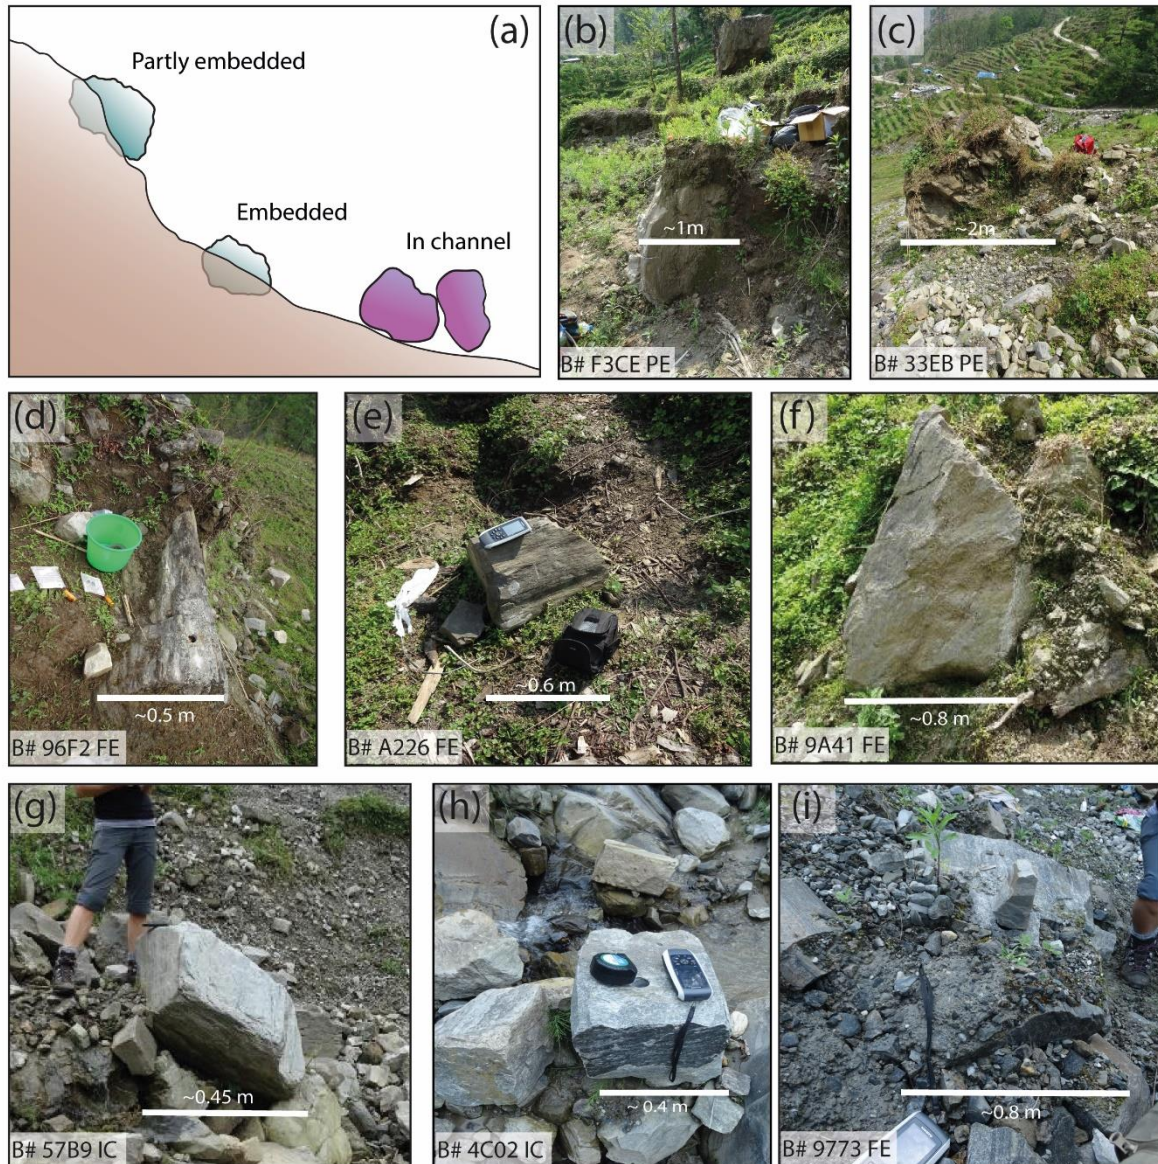 (a)
Partly embedded
Embedded
In channel
(b)
~1m
B# F3CE PE
(c)
~2m
B# 33EB PE
(d)
~0.5 m
B# 96F2 FE
(e)
~0.6 m
B# A226 FE
(f)
~0.8 m
B# 9A41 FE
(g)
~0.45 m
B# 57B9 IC
(h)
~ 0.4 m
B# 4C02 IC
(i)
~0.8 m
B# 9773 FE